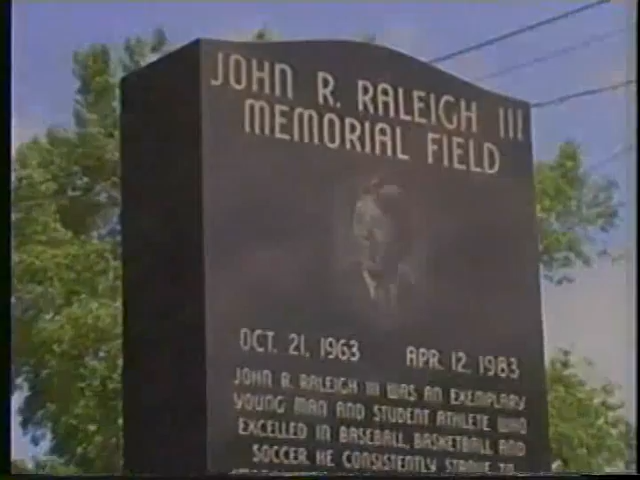 JOHN R. RALEIGH III
MEMORIAL FIELD
OCT. 21, 1963 APR. 12, 1983
JOHN R. RALEIGH III WAS AN EXEMPLARY
YOUNG MAN AND STUDENT ATHLETE WHO
EXCELLED IN BASEBALL, BASKETBALL AND
SOCCER. HE CONSISTENTLY STROVE TO